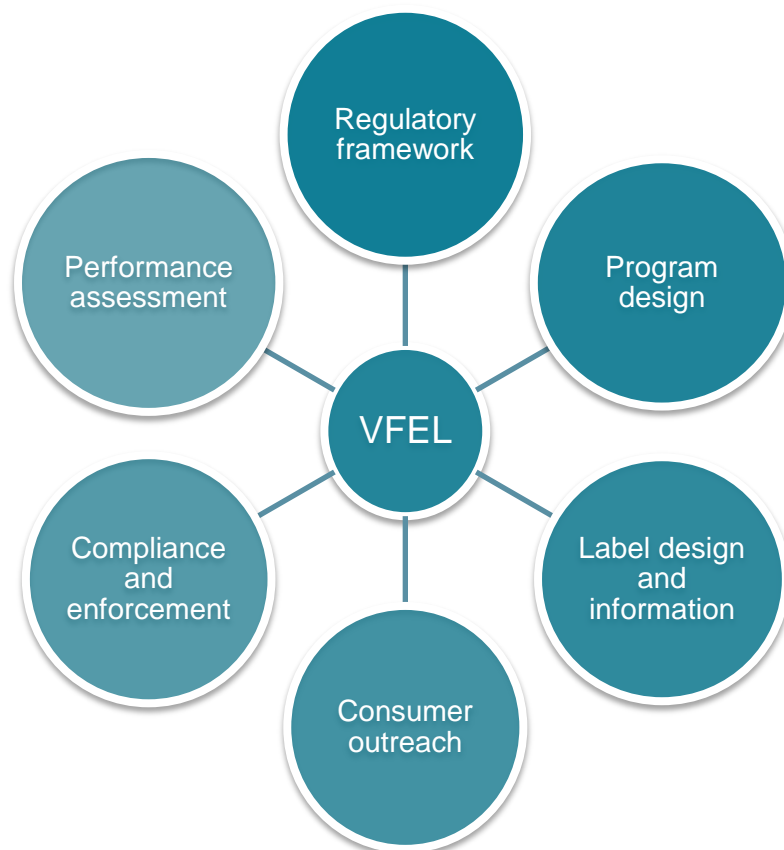 Regulatory
framework
Program
design
Label design
and
information
Consumer
outreach
Compliance
and
enforcement
Performance
assessment
VFEL